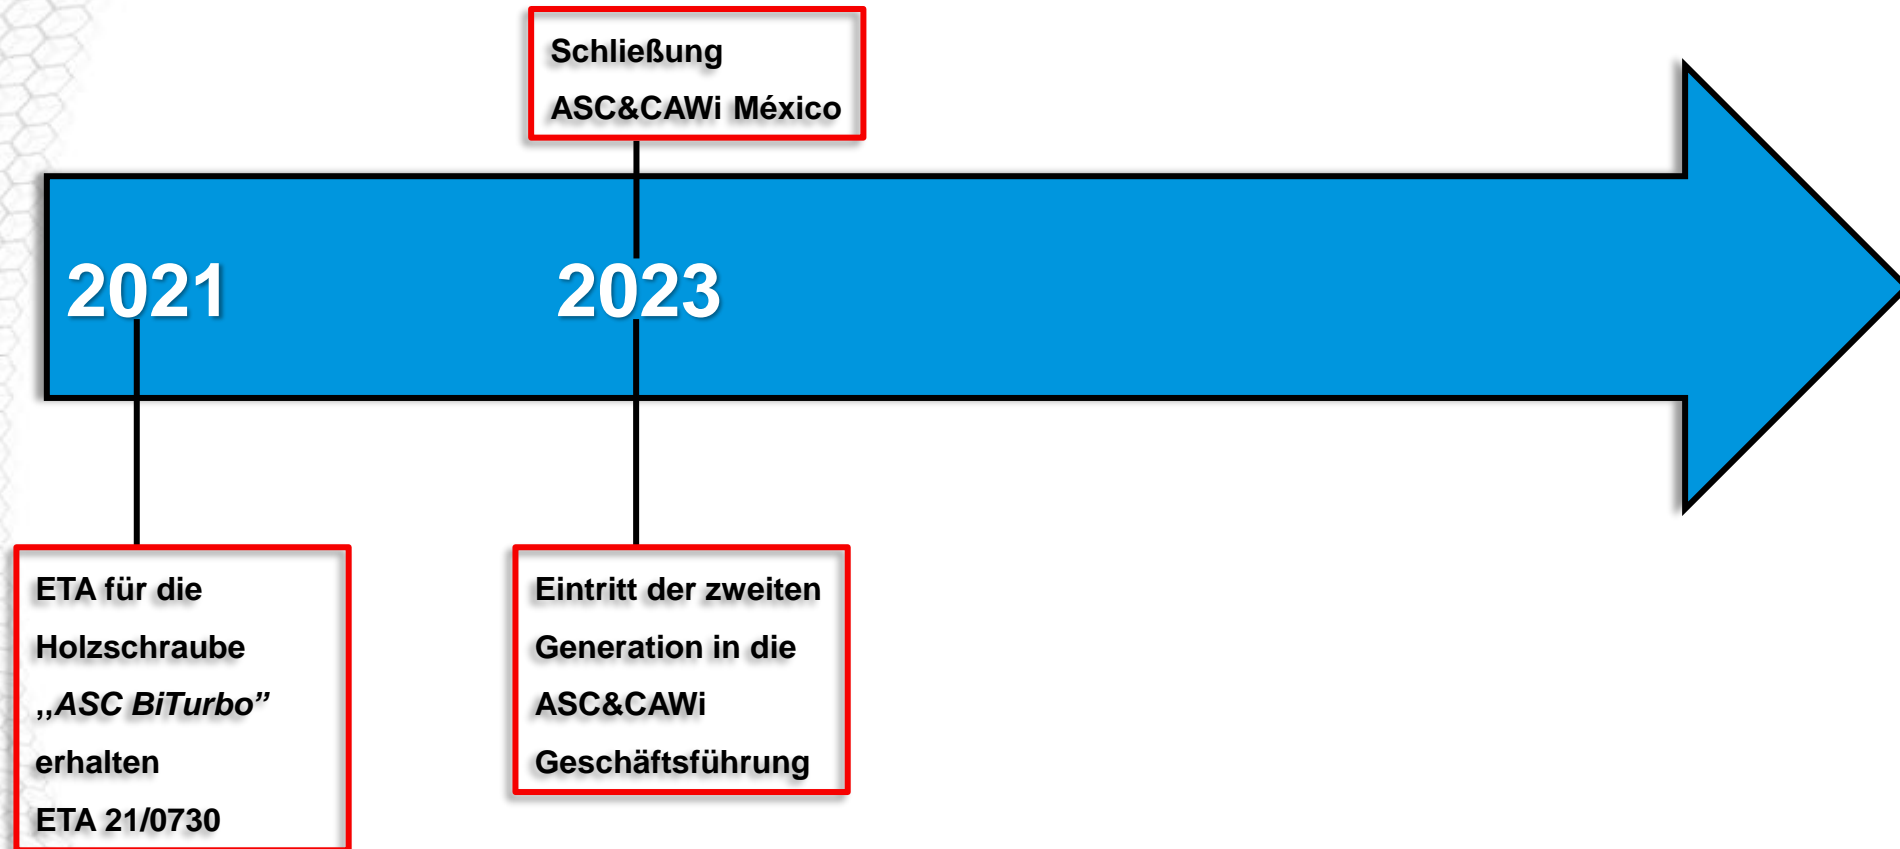 Schließung
ASC&CAWi México
2021
2023
ETA für die
Holzschraube
,,ASC BiTurbo”
erhalten
ETA 21/0730
Eintritt der zweiten
Generation in die
ASC&CAWi
Geschäftsführung